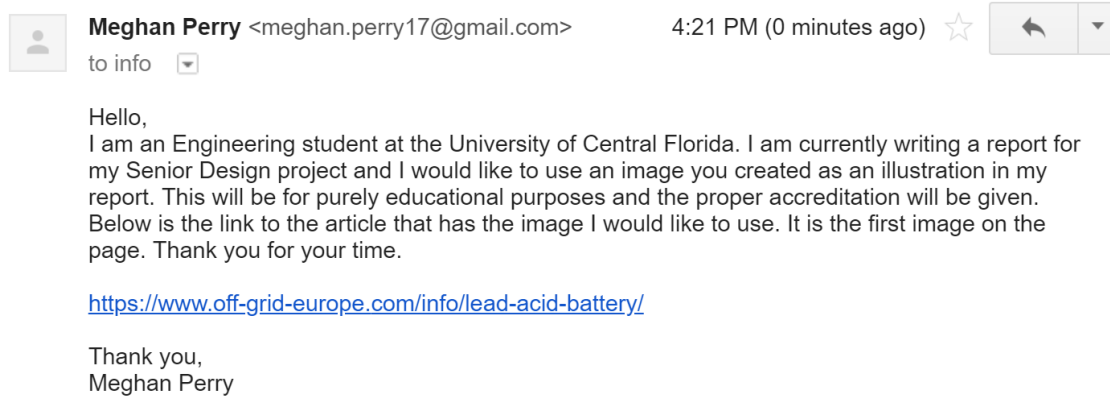 Meghan Perry <meghan.perry17@gmail.com> 4:21 PM (0 minutes ago)
to info
Hello,
I am an Engineering student at the University of Central Florida. I am currently writing a report for
my Senior Design project and I would like to use an image you created as an illustration in my
report. This will be for purely educational purposes and the proper accreditation will be given.
Below is the link to the article that has the image I would like to use. It is the first image on the
page. Thank you for your time.
https://www.off-grid-europe.com/info/lead-acid-battery/
Thank you,
Meghan Perry